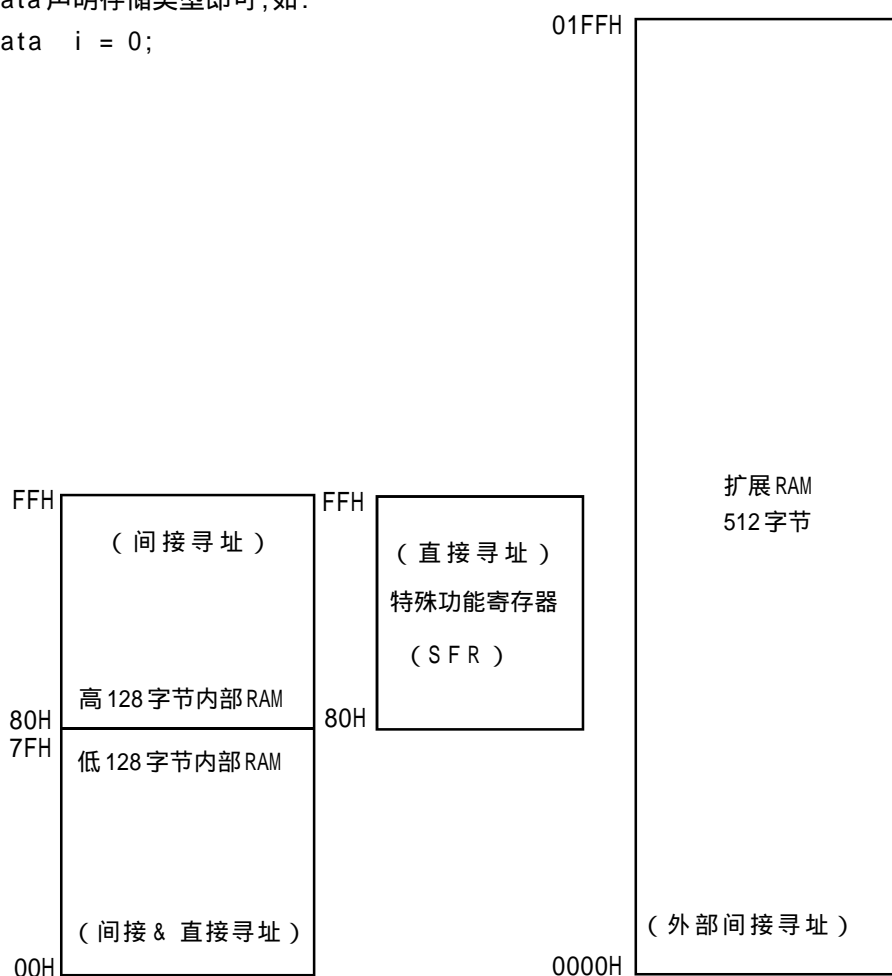 ata声明存储类型即可,如:
ata i = 0;
01FFH
扩展RAM
512字节
FFH
FFH
(间接寻址)
(直接寻址)
特殊功能寄存器
(SFR)
高128字节内部RAM
80H
80H
7FH
低128字节内部RAM
(间接& 直接寻址)
(外部间接寻址)
00H
0000H